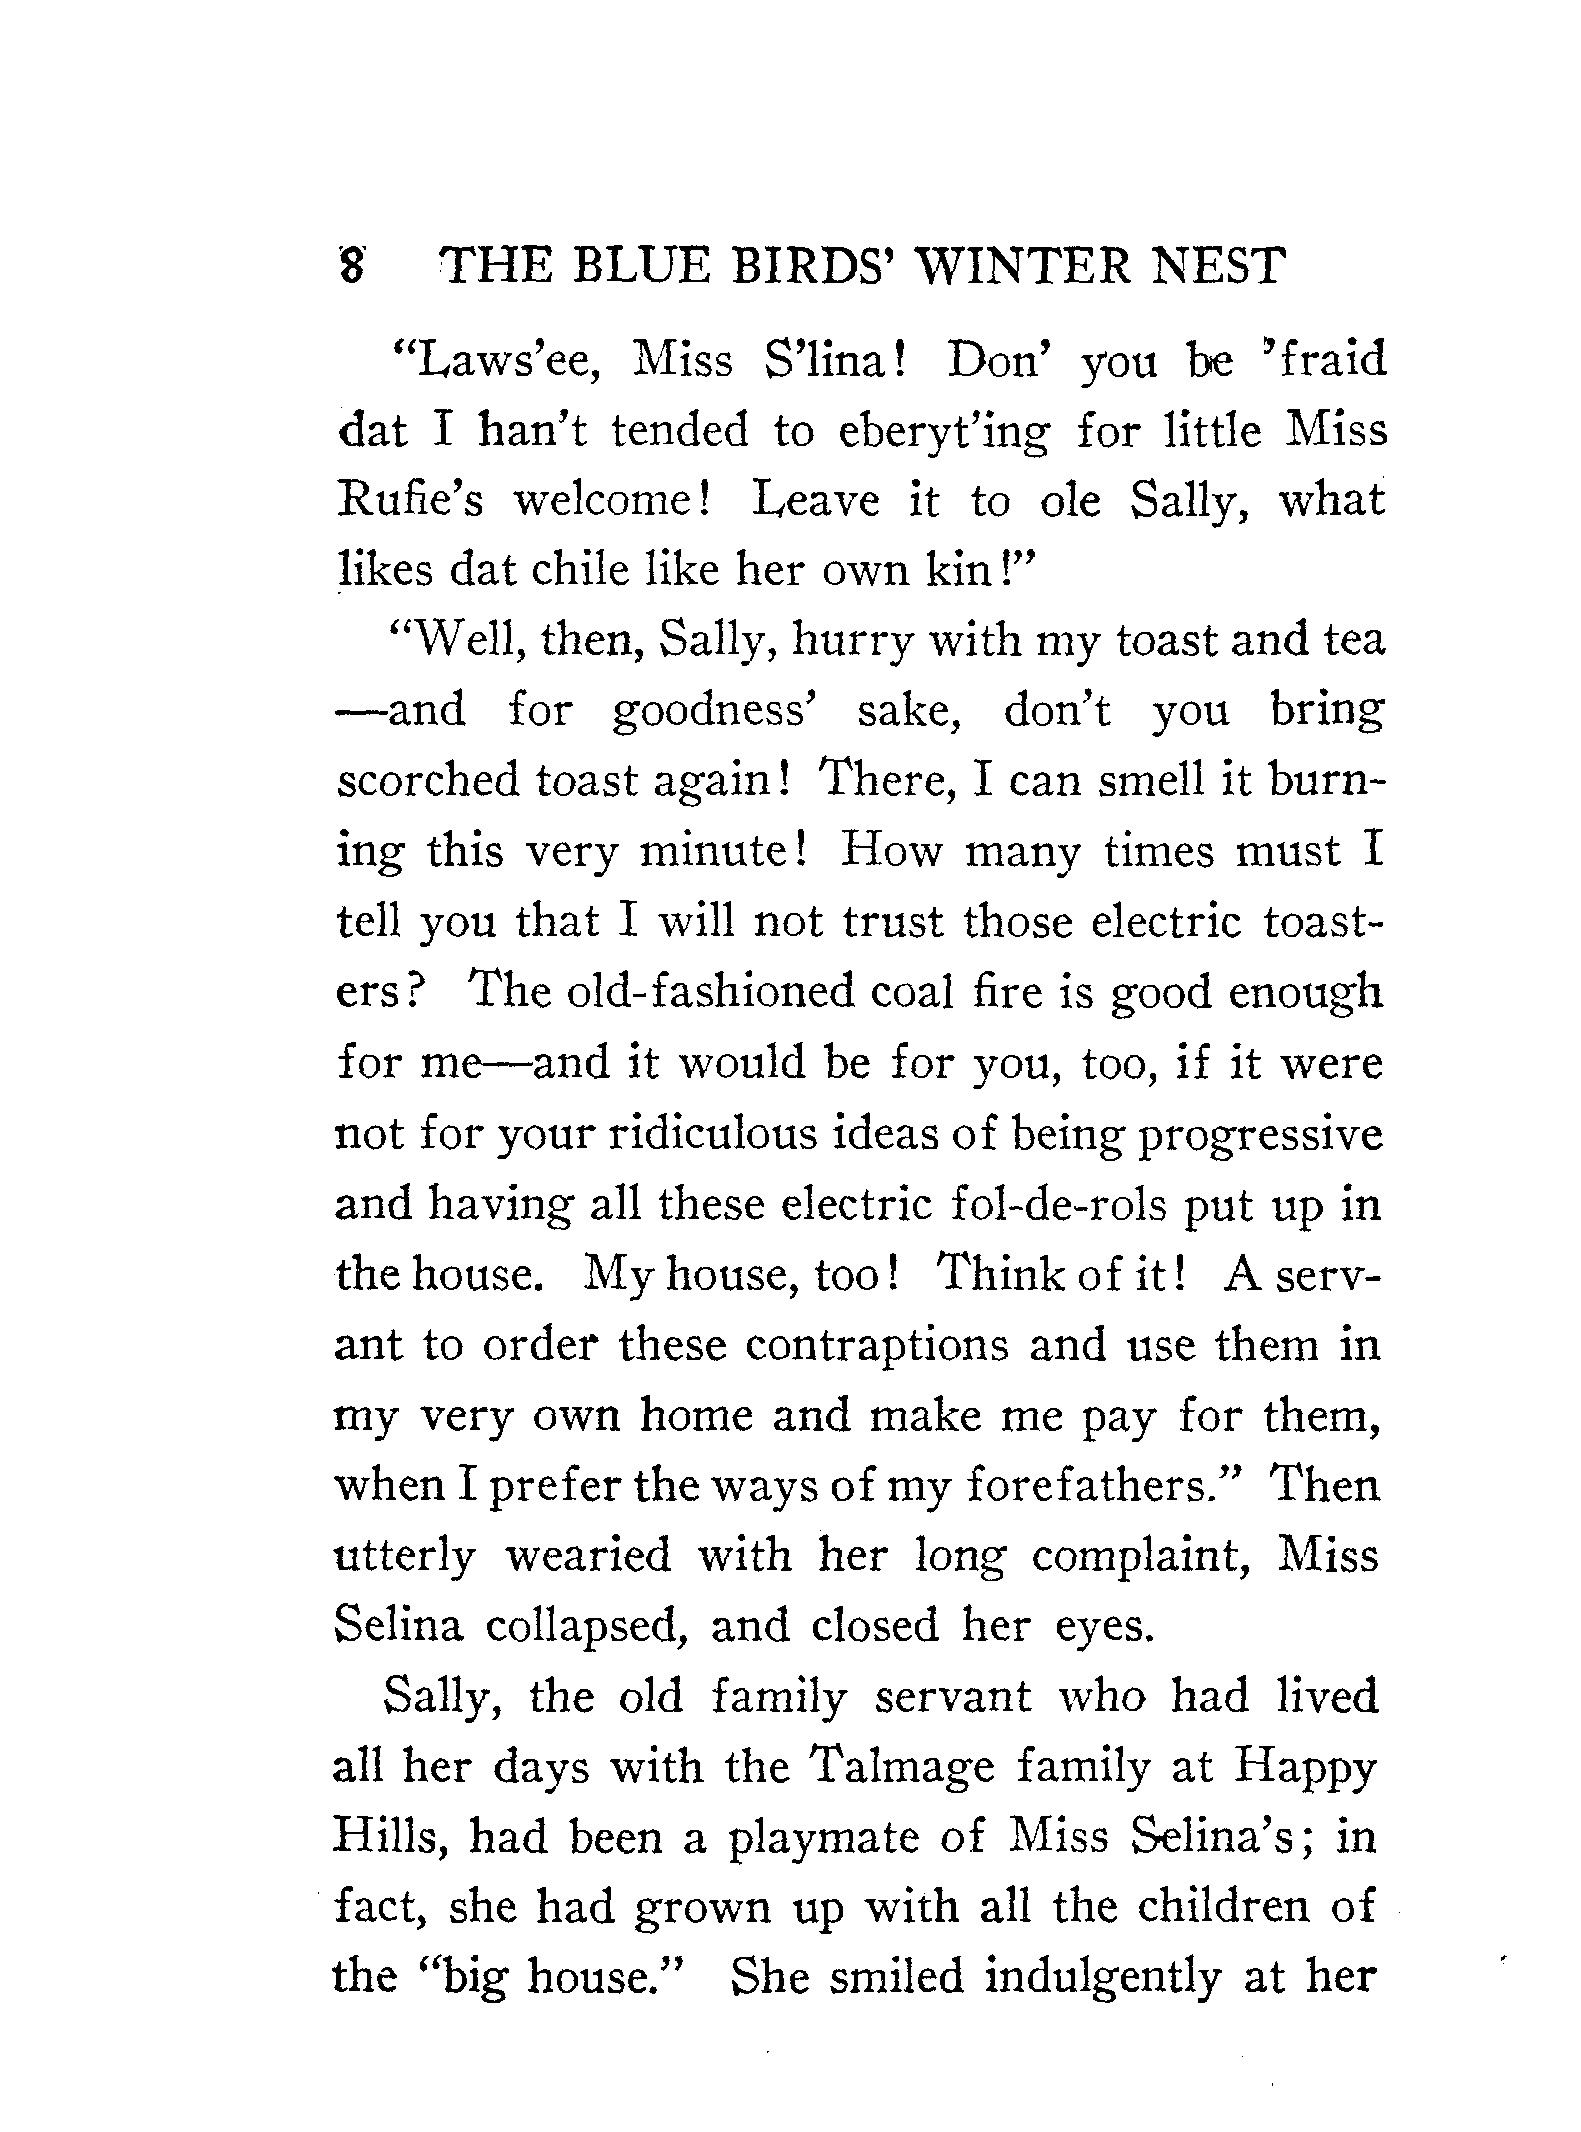 8 THE BLUE BIRDS' WINTER NEST
"Laws'ee, Miss S'lina! Don' you be 'fraid
dat I han't tended to eberyt'ing for little Miss
Rufie's welcome! Leave it to ole Sally, what
likes dat chile like her own kin!"
"Well, then, Sally, hurry with my toast and tea
—and for goodness' sake, don't you bring
scorched toast again! There, I can smell it burn-
ing this very minute! How many times must I
tell you that I will not trust those electric toast-
ers? The old-fashioned coal fire is good enough
for me—and it would be for you, too, if it were
not for your ridiculous ideas of being progressive
and having all these electric fol-de-rols put up in
the house. My house, too! Think of it! A serv-
ant to order these contraptions and use them in
my very own home and make me pay for them,
when I prefer the ways of my forefathers." Then
utterly wearied with her long complaint, Miss
Selina collapsed, and closed her eyes.
Sally, the old family servant who had lived
all her days with the Talmage family at Happy
Hills, had been a playmate of Miss Selina's; in
fact, she had grown up with all the children of
the "big house." She smiled indulgently at her